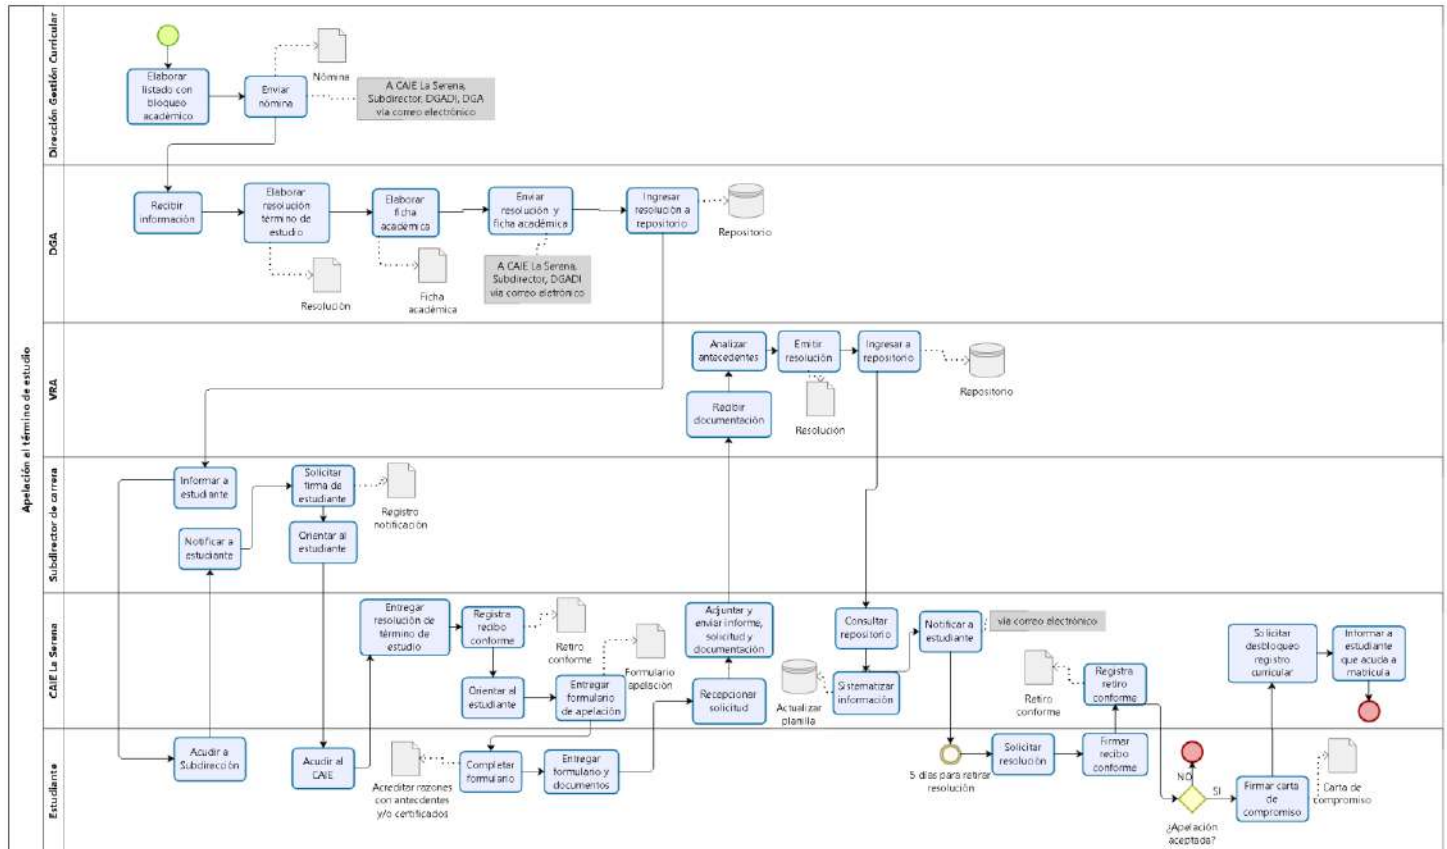 Apelación al término de estudio
Dirección Gestión Curricular
Elaborar
listado con
bloqueo
académico
Enviar
nómina
Nómina
A CAIE La Serena,
Subdirector, DGADI, DGA
vía correo electrónico
DGA
Recibir
información
Elaborar
resolución
término de
estudio
Resolución
Elaborar
ficha
académica
Ficha
académica
Enviar
resolución y
ficha académica
A CAIE La Serena,
Subdirector, DGADI
vía correo eletrónico
Ingresar
resolución a
repositorio
Repositorio
VRA
Analizar
antecedentes
Emitir
resolución
Ingresar a
repositorio
Repositorio
Recibir
documentación
Resolución
Subdirector de carrera
Informar a
estudiante
Solicitar
firma de
estudiante
Registro
notificación
Notificar a
estudiante
Orientar al
estudiante
CAIE La Serena
Entregar
resolución de
término de
estudio
Registra
recibo
conforme
Retiro
conforme
Orientar al
estudiante
Entregar
formulario
de apelación
Formulario
apelación
Adjuntar y
enviar informe,
solicitud y
documentación
Recepcionar
solicitud
Consultar
repositorio
Sistematizar
información
Actualizar
planilla
Notificar a
estudiante
vía correo electrónico
Retiro
conforme
Registra
retiro
conforme
Solicitar
desbloqueo
registro
curricular
Informar a
estudiante
que acuda a
matrícula
Estudiante
Acudir a
Subdirección
Acudir al
CAIE
Acreditar razones
con antecdentes
y/o certificados
Completar
formulario
Entregar
formulario y
documentos
5 días para retirar
resolución
Solicitar
resolución
Firmar
recibo
conforme
NO
SI
¿Apelación
aceptada?
Firmar carta
de
compromiso
Carta de
compromiso